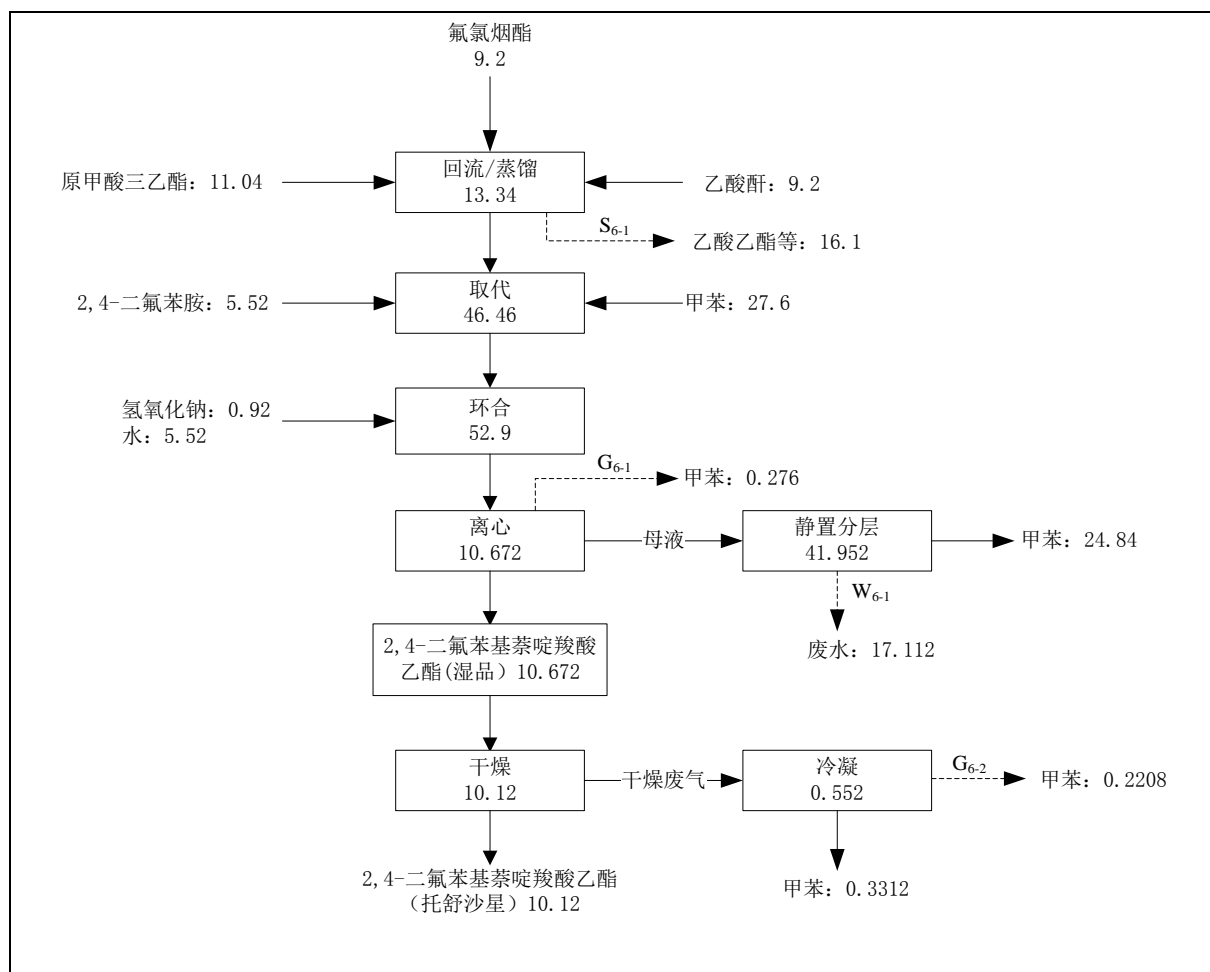 氟氯烟酯
9.2
回流/蒸馏
13.34
原甲酸三乙酯：11.04
乙酸酐：9.2
S6-1
乙酸乙酯等：16.1
取代
46.46
2,4-二氟苯胺：5.52
甲苯：27.6
环合
52.9
氢氧化钠：0.92
水：5.52
G6-1
甲苯：0.276
离心
10.672
母液
静置分层
41.952
甲苯：24.84
W6-1
废水：17.112
2,4-二氟苯基萘啶羧酸
乙酯(湿品）10.672
干燥
10.12
干燥废气
冷凝
0.552
G6-2
甲苯：0.2208
甲苯：0.3312
2,4-二氟苯基萘啶羧酸乙酯
（托舒沙星）10.12